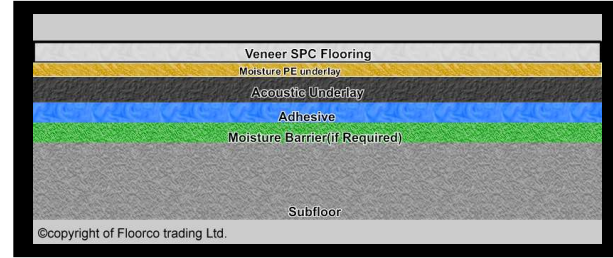 Veneer SPC Flooring
Moisture PE underlay
Acoustic Underlay
Adhesive
Moisture Barrier(if Required)
Subfloor
©copyright of Floorco trading Ltd.